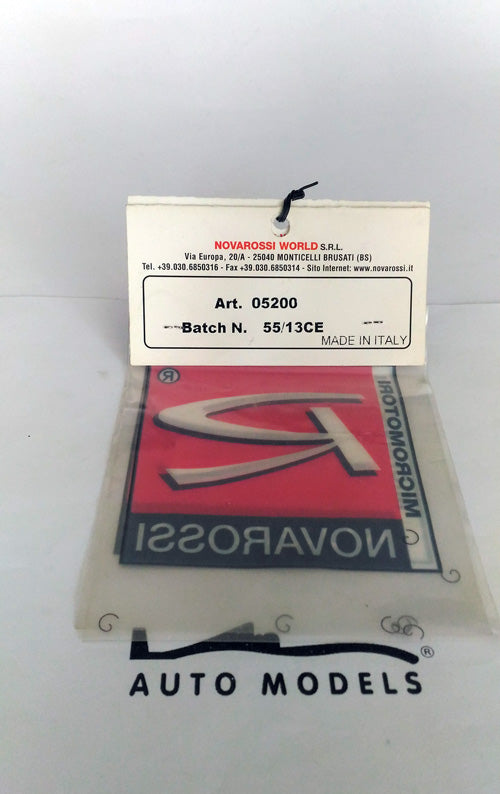 NOVAROSSI WORLD S.R.L.
Via Europa, 20/A - 25040 MONTICELLI BRUSATI (BS)
Tel. +39.030.6850316 - Fax +39.030.6850314 - Sito Internet: www.novarossi.it
Art. 05200
Batch N. 55/13CE
MADE IN ITALY
®
MICROMOTORI
NOVAROSSI
®
AUTO MODELS